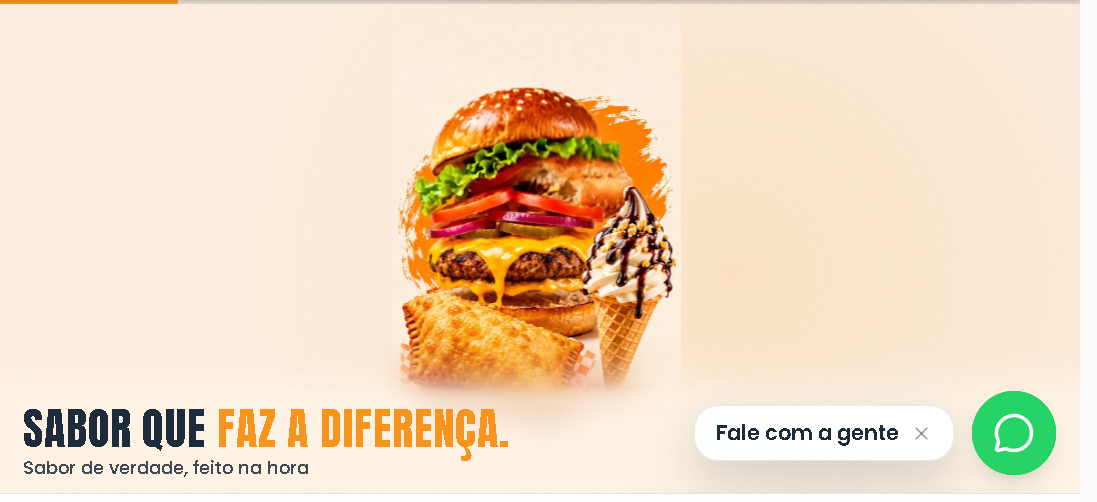 SABOR QUE FAZ A DIFERENÇA.
Sabor de verdade, feito na hora
Fale com a gente